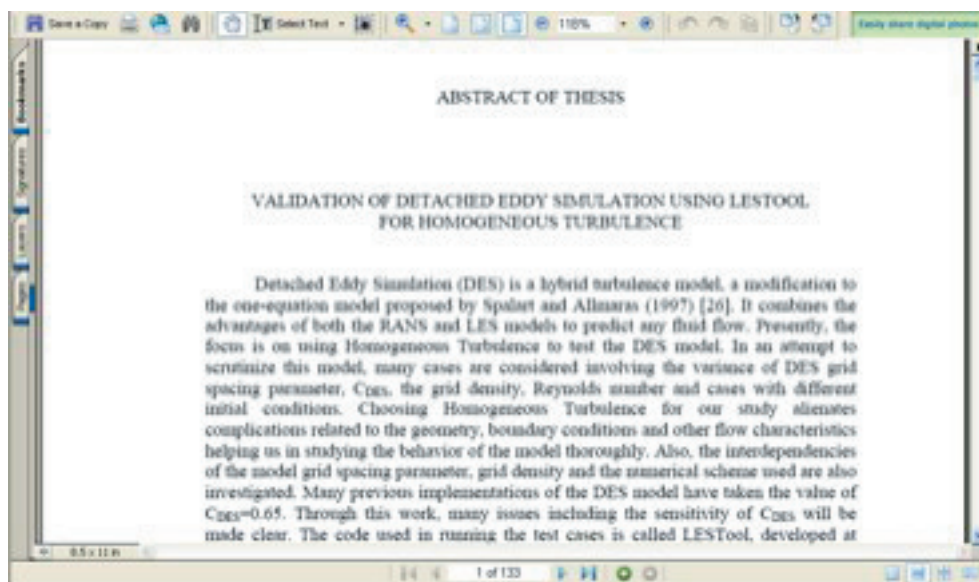 Save a Copy Select Text 118% Easily share digital photos
Bookmarks
Signatures
Layers
Pages
ABSTRACT OF THESIS
VALIDATION OF DETACHED EDDY SIMULATION USING LESTOOL
FOR HOMOGENEOUS TURBULENCE
Detached Eddy Simulation (DES) is a hybrid turbulence model, a modification to
the one-equation model proposed by Spalart and Allmaras (1997) [26]. It combines the
advantages of both the RANS and LES models to predict any fluid flow. Presently, the
focus is on using Homogeneous Turbulence to test the DES model. In an attempt to
scrutinize this model, many cases are considered involving the variance of DES grid
spacing parameter, CDES, the grid density, Reynolds number and cases with different
initial conditions. Choosing Homogeneous Turbulence for our study alienates
complications related to the geometry, boundary conditions and other flow characteristics
helping us in studying the behavior of the model thoroughly. Also, the interdependencies
of the model grid spacing parameter, grid density and the numerical scheme used are also
investigated. Many previous implementations of the DES model have taken the value of
CDES=0.65. Through this work, many issues including the sensitivity of CDES will be
made clear. The code used in running the test cases is called LESTool, developed at
8.5 x 11 in
1 of 133